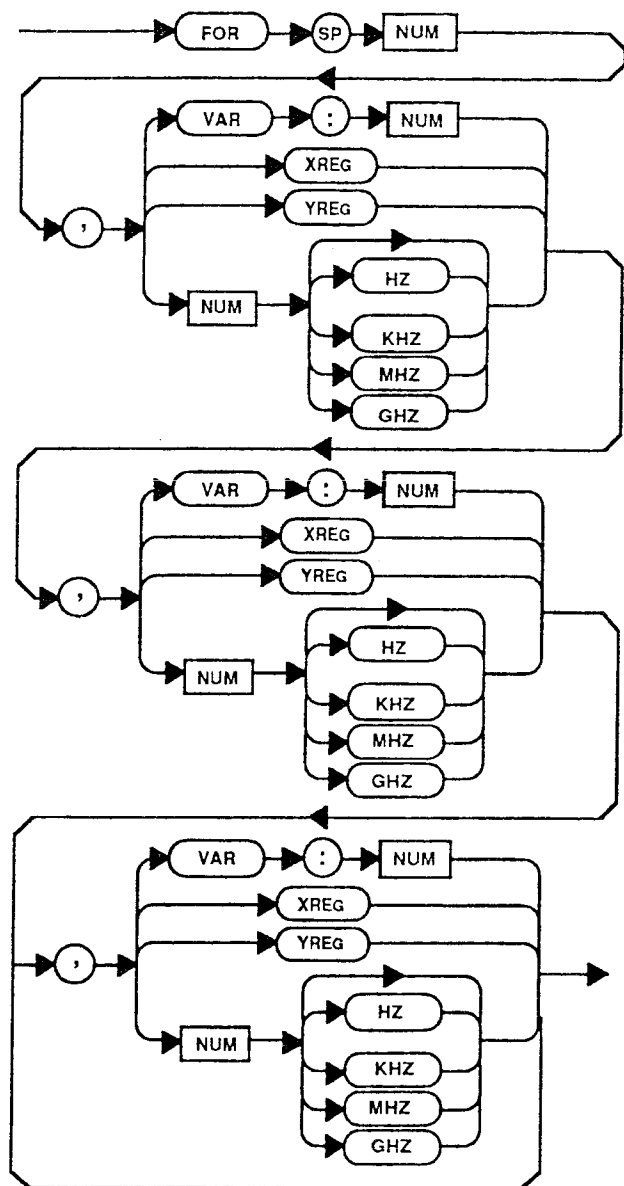 FOR SP NUM
VAR : NUM
XREG
YREG
,
NUM
HZ
KHZ
MHZ
GHZ
VAR : NUM
XREG
YREG
,
NUM
HZ
KHZ
MHZ
GHZ
VAR : NUM
XREG
YREG
,
NUM
HZ
KHZ
MHZ
GHZ